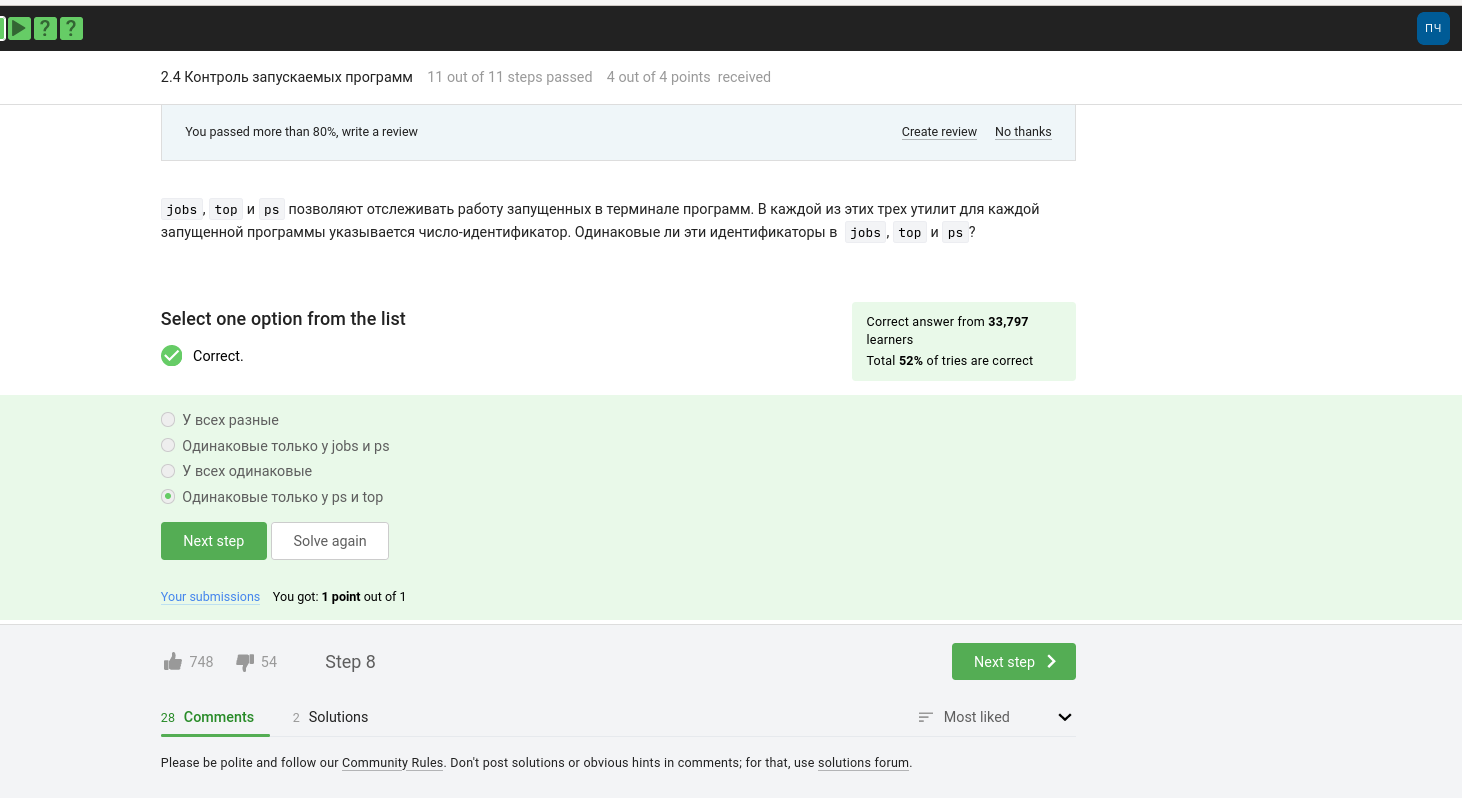 ? ?
ПЧ
2.4 Контроль запускаемых программ 11 out of 11 steps passed 4 out of 4 points received
You passed more than 80%, write a review Create review No thanks
jobs, top и ps позволяют отслеживать работу запущенных в терминале программ. В каждой из этих трех утилит для каждой
запущенной программы указывается число-идентификатор. Одинаковые ли эти идентификаторы в jobs, top и ps?
Select one option from the list
Correct.
Correct answer from 33,797
learners
Total 52% of tries are correct
У всех разные
Одинаковые только у jobs и ps
У всех одинаковые
Одинаковые только у ps и top
Next step Solve again
Your submissions You got: 1 point out of 1
748 54 Step 8 Next step
28 Comments 2 Solutions Most liked
Please be polite and follow our Community Rules. Don't post solutions or obvious hints in comments; for that, use solutions forum.